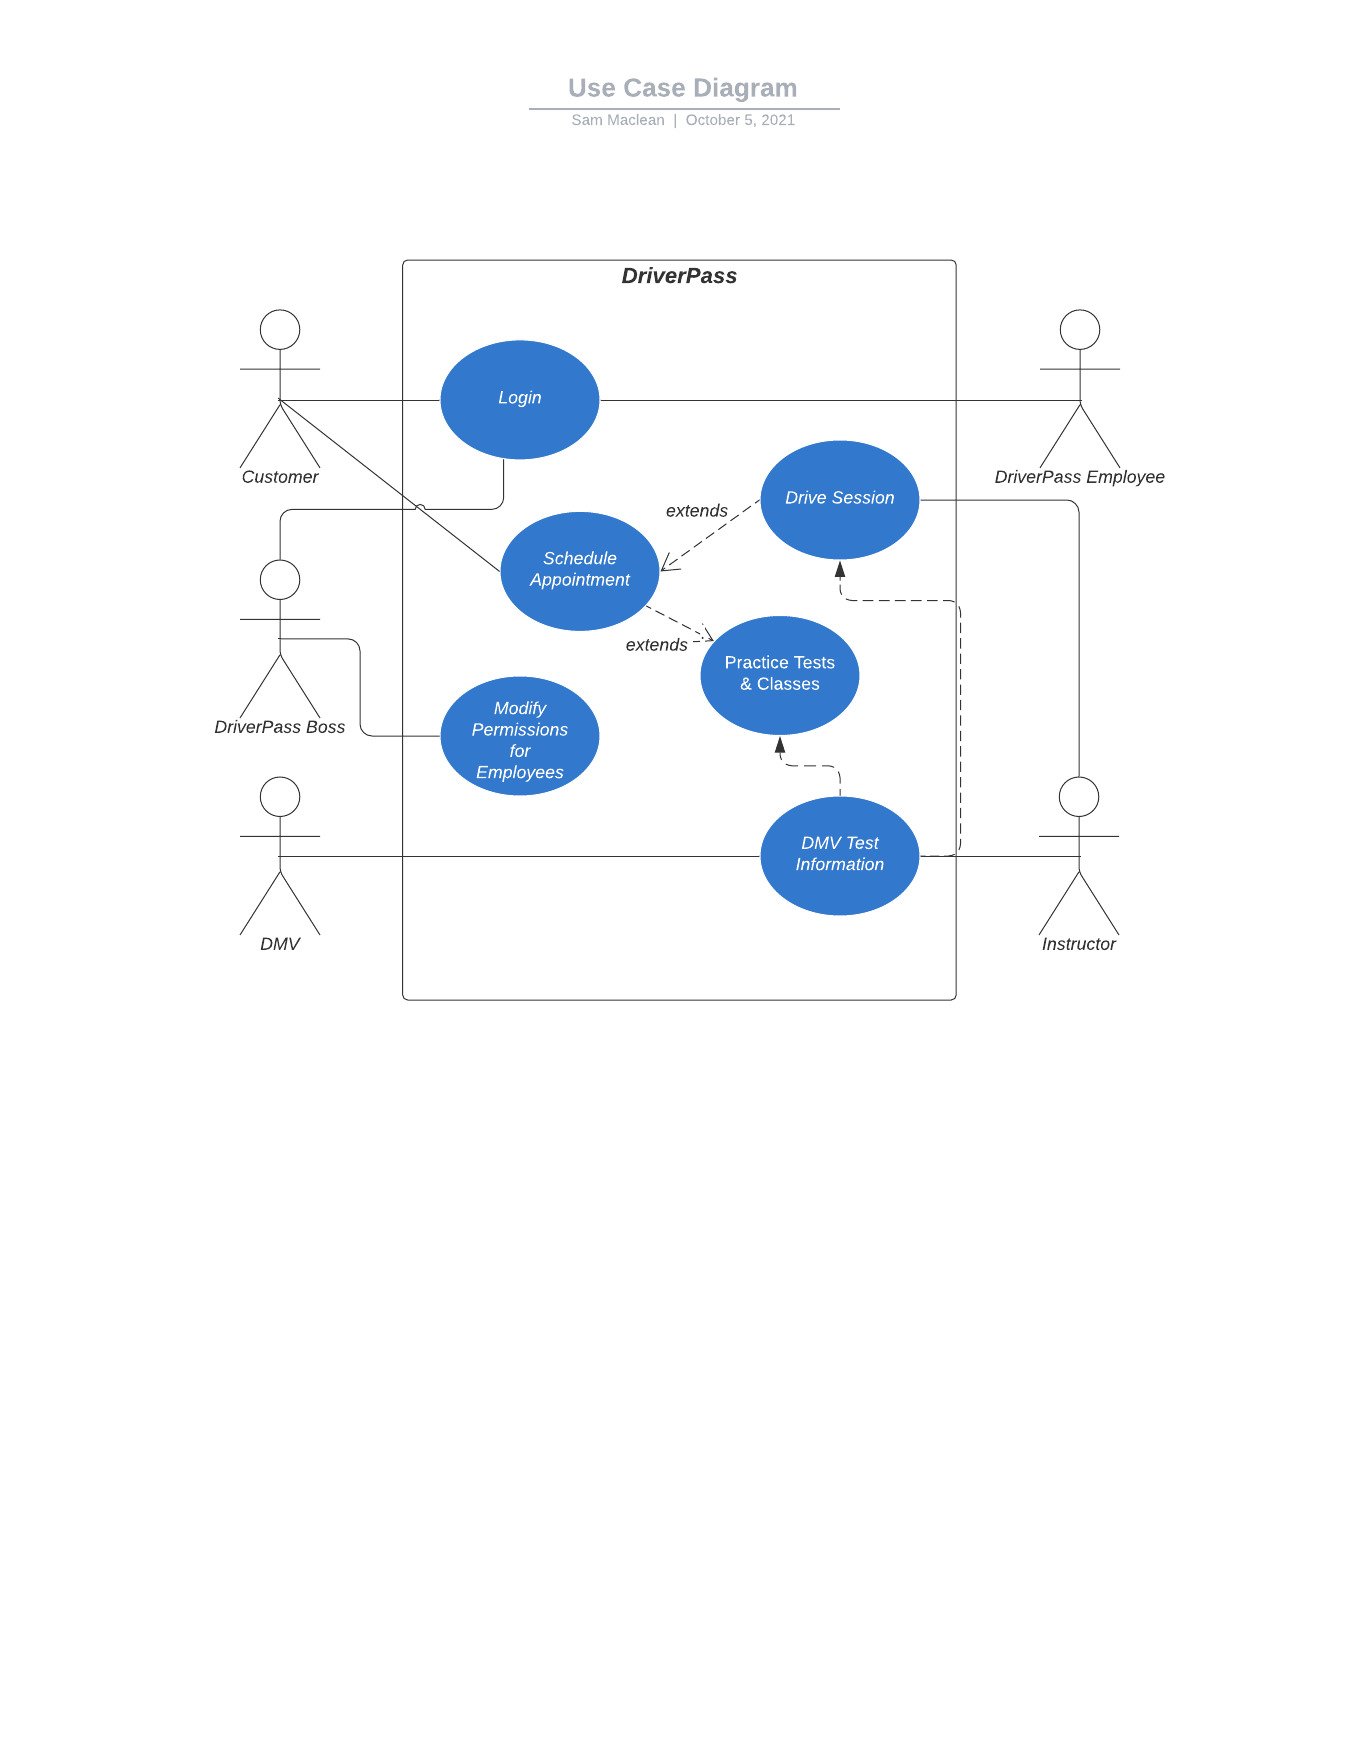 Use Case Diagram
Sam Maclean | October 5, 2021
DriverPass
Login
Customer
DriverPass Employee
Drive Session
extends
Schedule
Appointment
extends
Practice Tests
& Classes
DriverPass Boss
Modify
Permissions
for
Employees
DMV Test
Information
DMV
Instructor